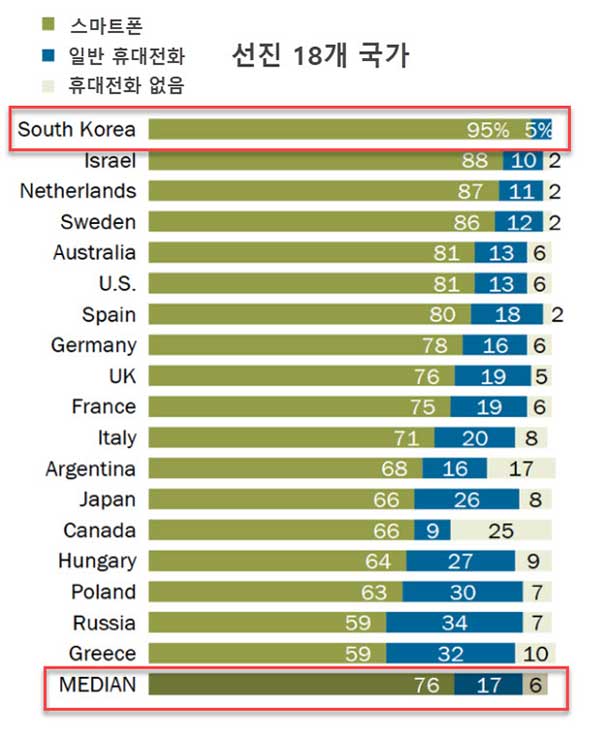 스마트폰
일반 휴대전화
휴대전화 없음
선진 18개 국가
South Korea 95% 5%
Israel 88 10 2
Netherlands 87 11 2
Sweden 86 12 2
Australia 81 13 6
U.S. 81 13 6
Spain 80 18 2
Germany 78 16 6
UK 76 19 5
France 75 19 6
Italy 71 20 8
Argentina 68 16 17
Japan 66 26 8
Canada 66 9 25
Hungary 64 27 9
Poland 63 30 7
Russia 59 34 7
Greece 59 32 10
MEDIAN 76 17 6